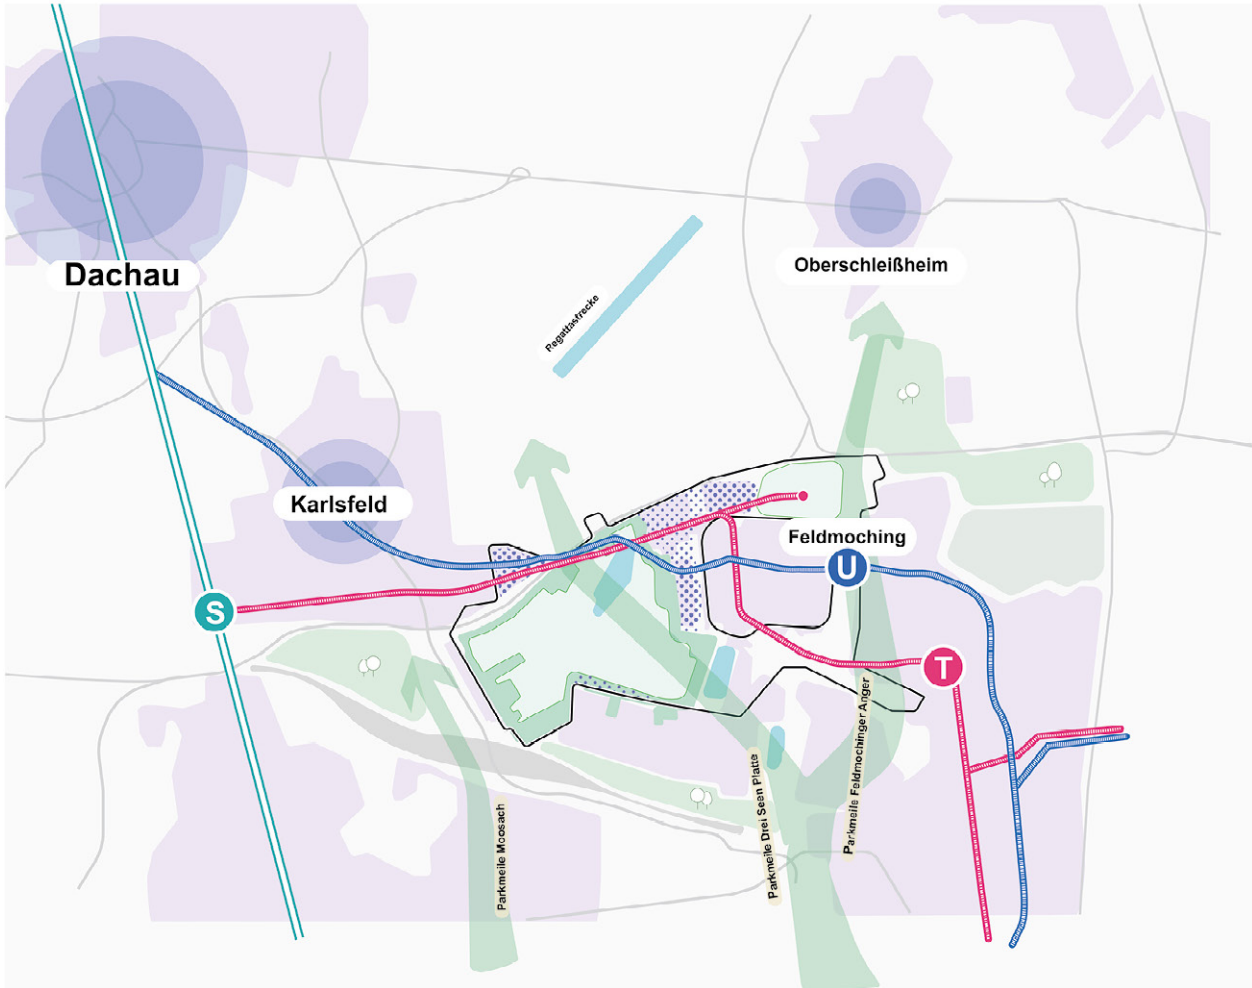 Dachau
Oberschleißheim
Regattastrecke
Karlsfeld
Feldmoching
U
S
T
Parkmeile Feldmochinger Anger
Parkmeile Drei Seen Platte
Parkmeile Moosach